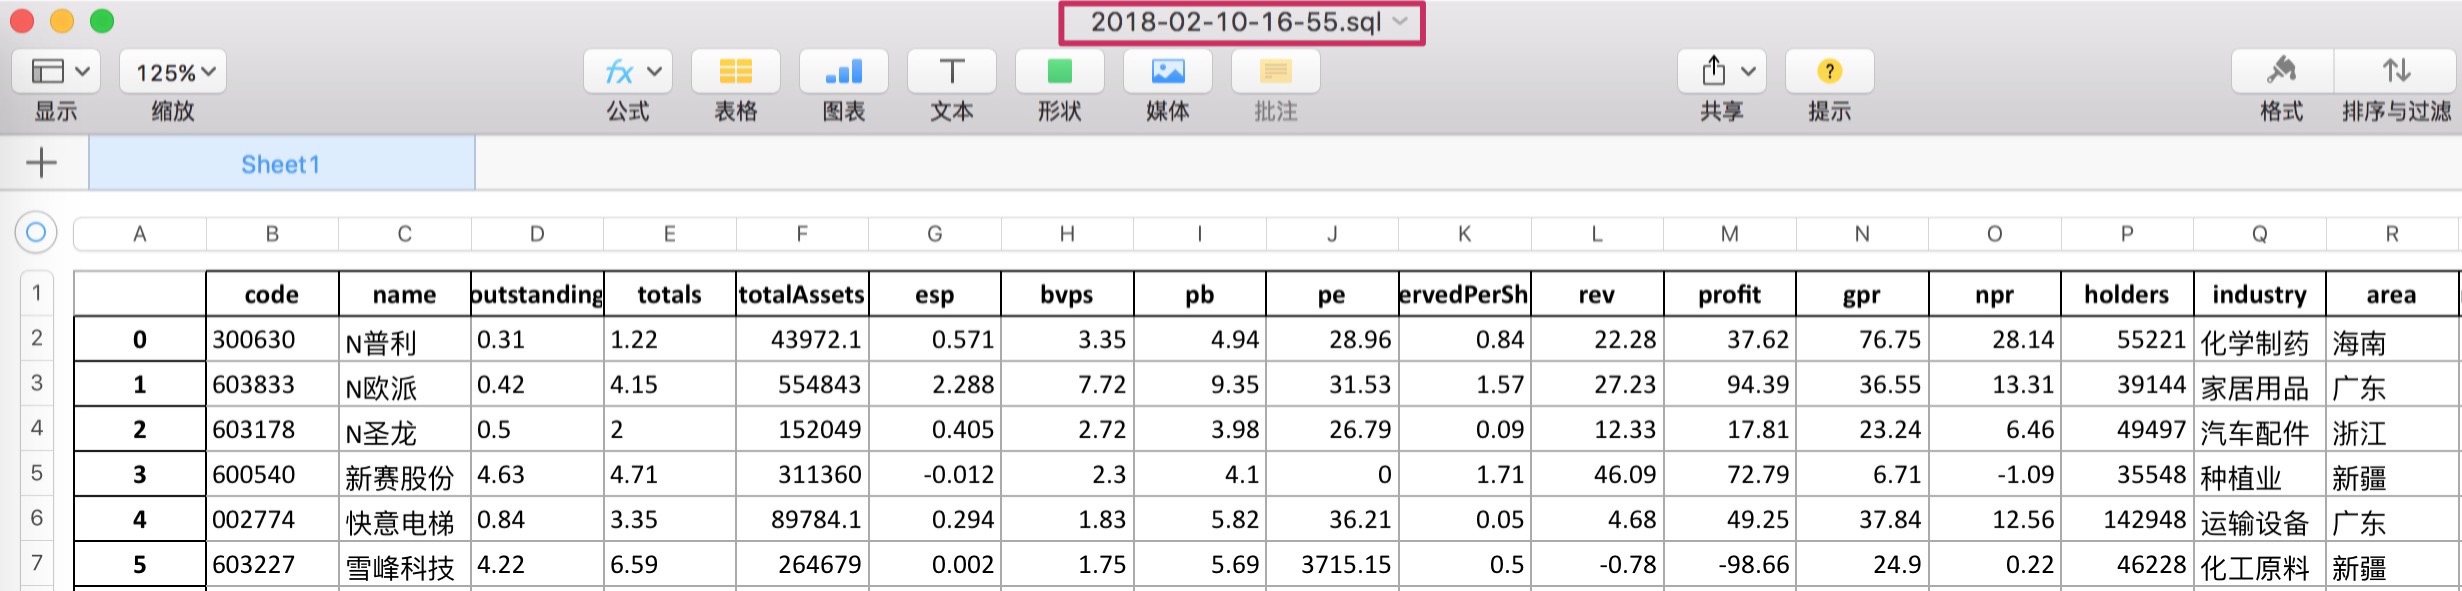 2018-02-10-16-55.sql
125%
显示 缩放 公式 表格 图表 文本 形状 媒体 批注 共享 提示 格式 排序与过滤
Sheet1
A B C D E F G H I J K L M N O P Q R
1 code name outstanding totals totalAssets esp bvps pb pe ervedPerSh rev profit gpr npr holders industry area
2 0 300630 N普利 0.31 1.22 43972.1 0.571 3.35 4.94 28.96 0.84 22.28 37.62 76.75 28.14 55221 化学制药 海南
3 1 603833 N欧派 0.42 4.15 554843 2.288 7.72 9.35 31.53 1.57 27.23 94.39 36.55 13.31 39144 家居用品 广东
4 2 603178 N圣龙 0.5 2 152049 0.405 2.72 3.98 26.79 0.09 12.33 17.81 23.24 6.46 49497 汽车配件 浙江
5 3 600540 新赛股份 4.63 4.71 311360 -0.012 2.3 4.1 0 1.71 46.09 72.79 6.71 -1.09 35548 种植业 新疆
6 4 002774 快意电梯 0.84 3.35 89784.1 0.294 1.83 5.82 36.21 0.05 4.68 49.25 37.84 12.56 142948 运输设备 广东
7 5 603227 雪峰科技 4.22 6.59 264679 0.002 1.75 5.69 3715.15 0.5 -0.78 -98.66 24.9 0.22 46228 化工原料 新疆